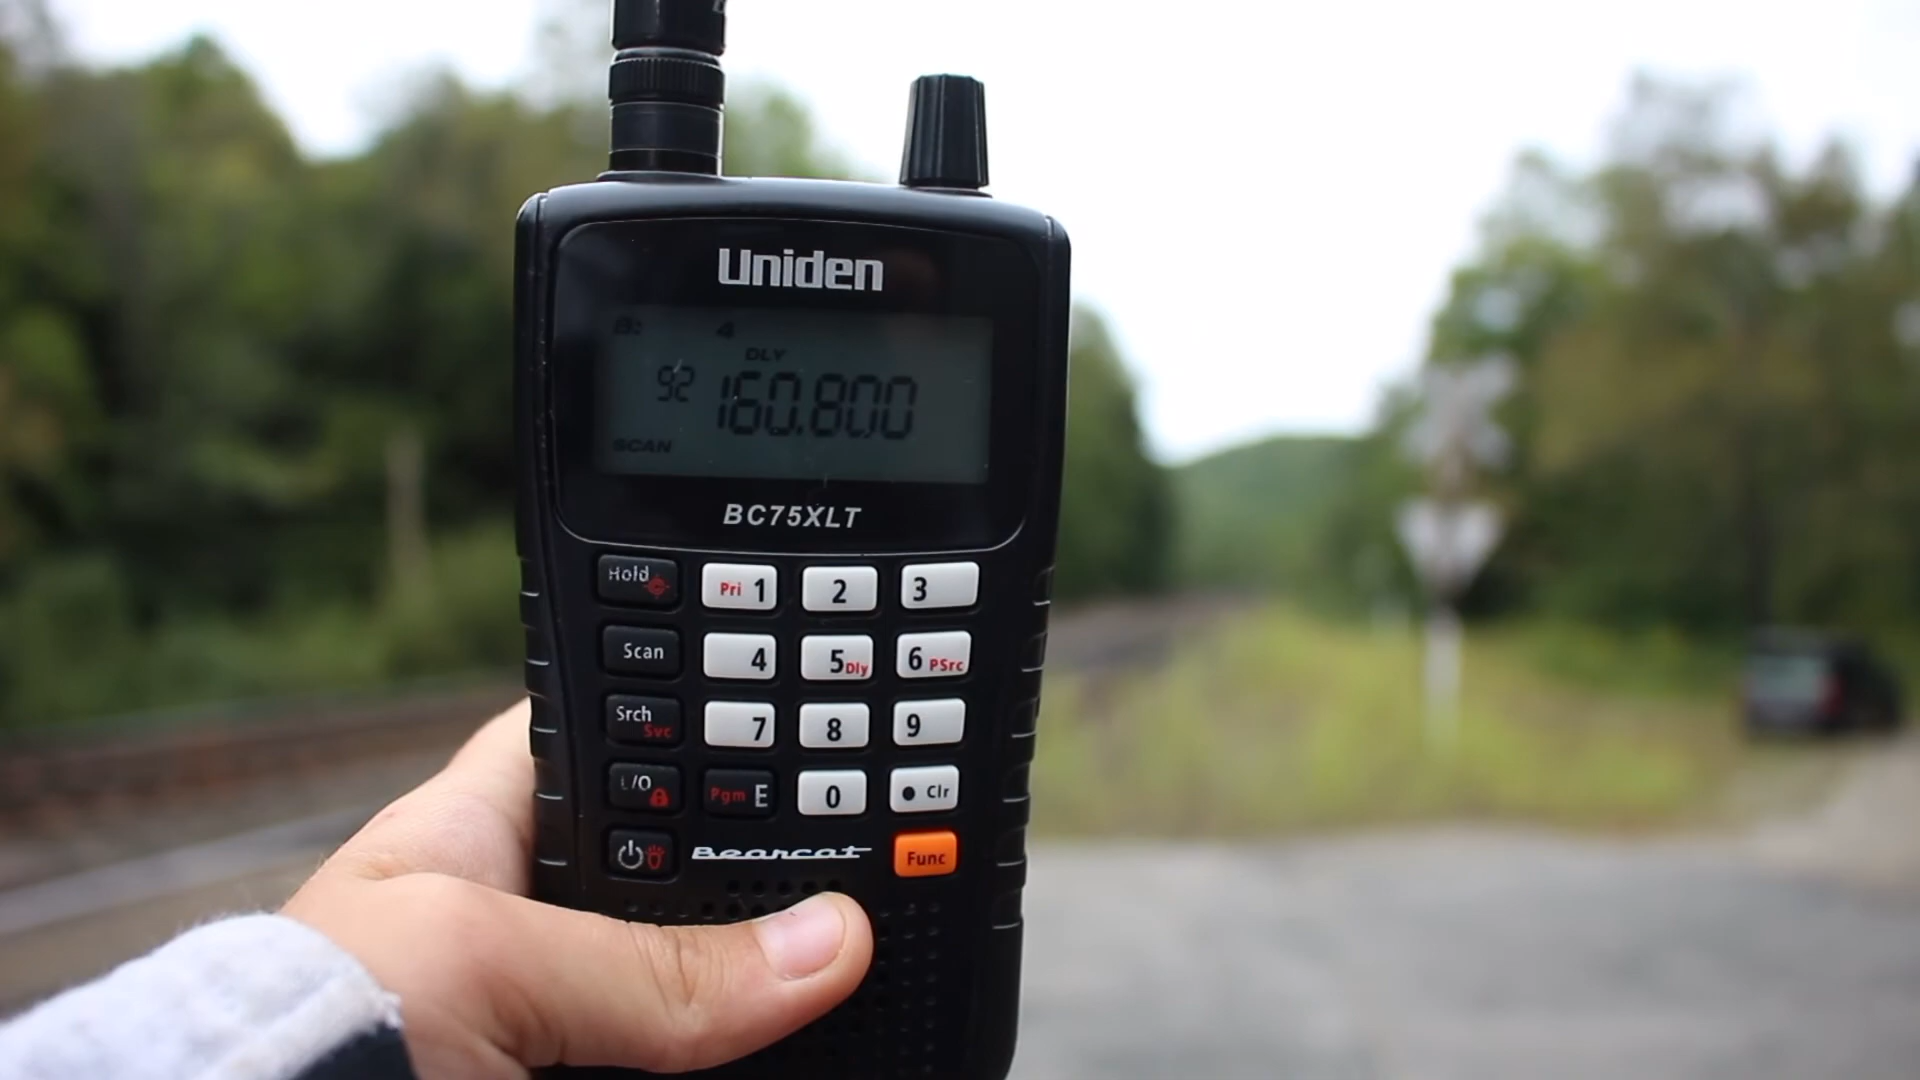 Uniden
B: 4
DLY
92 160.800
SCAN
BC75XLT
Hold Pri 1 2 3
Scan 4 5 Dly 6 PSrc
Srch Svc 7 8 9
L/O Pgm E 0 • Clr
Bearcat Func